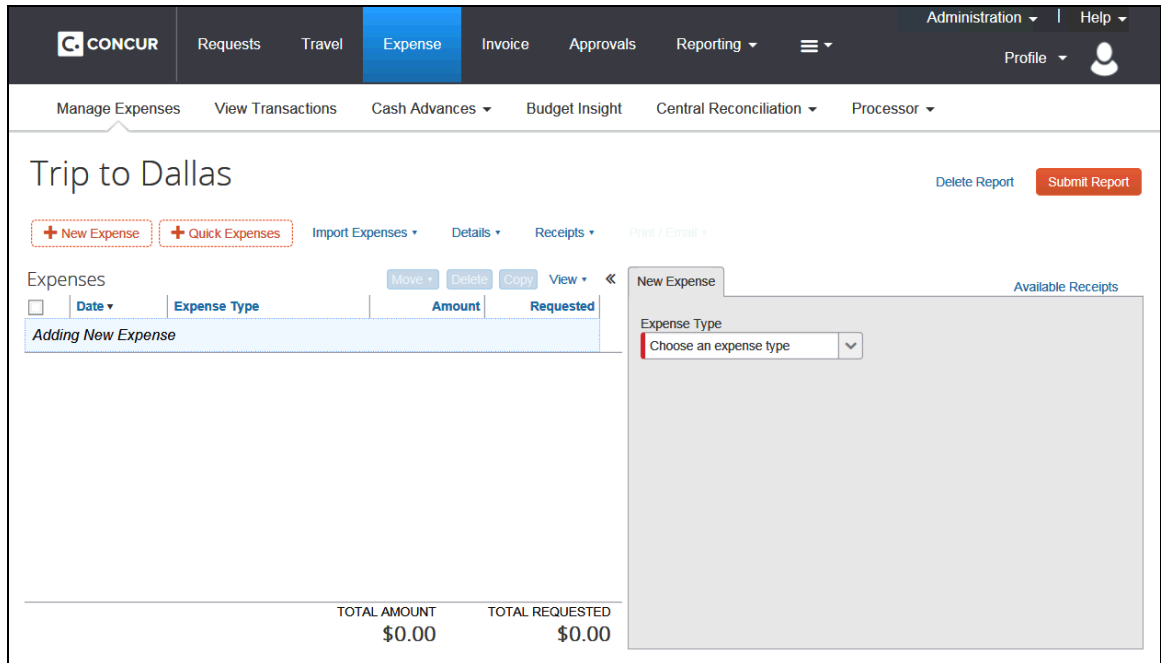 Administration | Help
C. CONCUR Requests Travel Expense Invoice Approvals Reporting
Profile
Manage Expenses View Transactions Cash Advances Budget Insight Central Reconciliation Processor
Trip to Dallas
Delete Report Submit Report
+ New Expense + Quick Expenses Import Expenses Details Receipts Print / Email
Expenses Move Delete Copy View « New Expense Available Receipts
Date Expense Type Amount Requested
Adding New Expense
Expense Type
Choose an expense type
TOTAL AMOUNT TOTAL REQUESTED
$0.00 $0.00